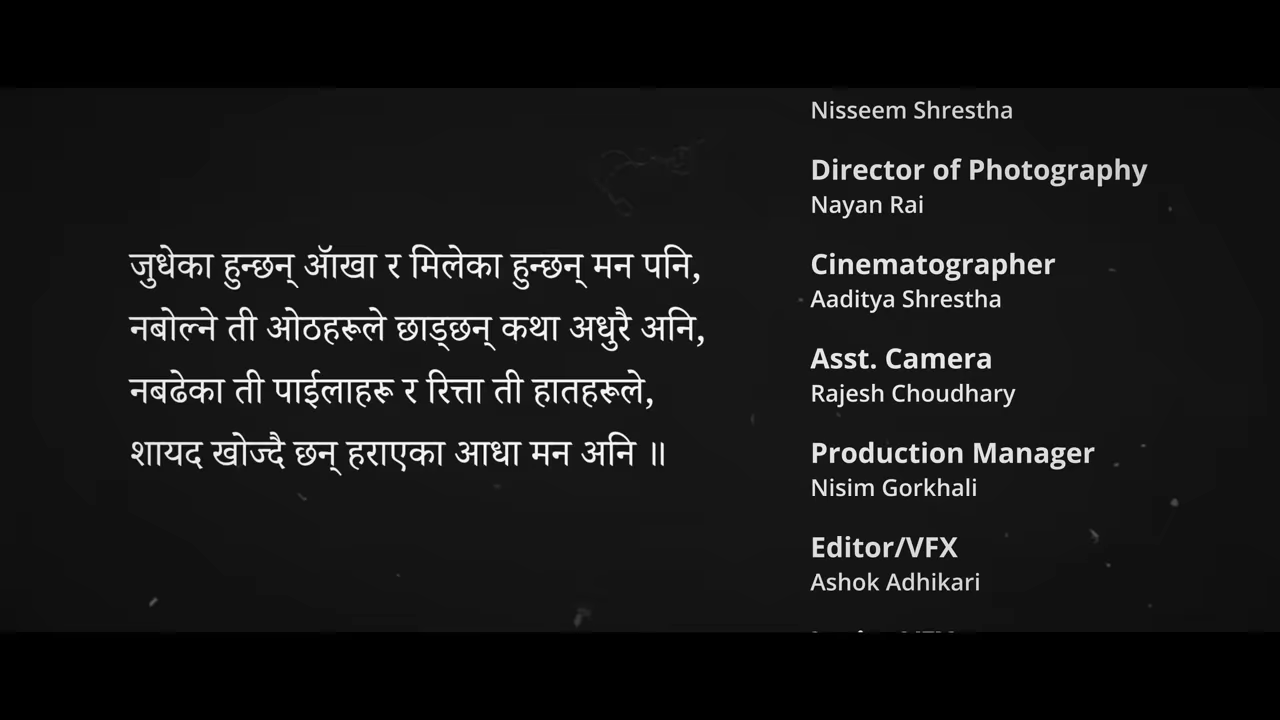 जुधेका हुन्छन् ऑखा र मिलेका हुन्छन् मन पनि,
नबोल्ने ती ओठहरूले छाड्छन् कथा अधुरै अनि,
नबढेका ती पाईलाहरू र रित्ता ती हातहरूले,
शायद खोज्दै छन् हराएका आधा मन अनि ॥
Nisseem Shrestha
Director of Photography
Nayan Rai
Cinematographer
Aaditya Shrestha
Asst. Camera
Rajesh Choudhary
Production Manager
Nisim Gorkhali
Editor/VFX
Ashok Adhikari